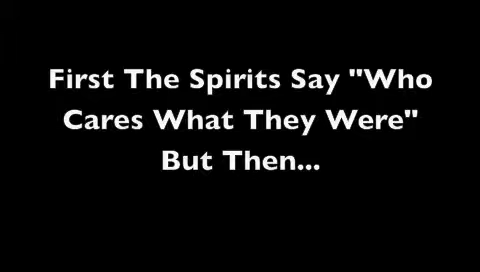 First The Spirits Say "Who
Cares What They Were"
But Then...